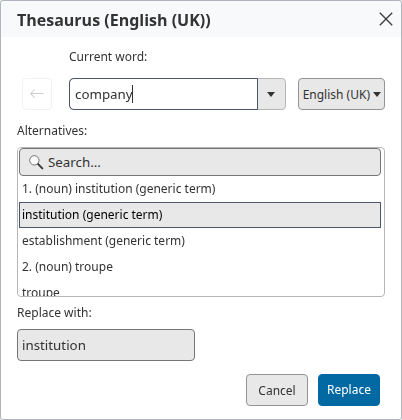 Thesaurus (English (UK))
Current word:
company
English (UK)
Alternatives:
Search...
1. (noun) institution (generic term)
institution (generic term)
establishment (generic term)
2. (noun) troupe
troupe
Replace with:
institution
Cancel
Replace